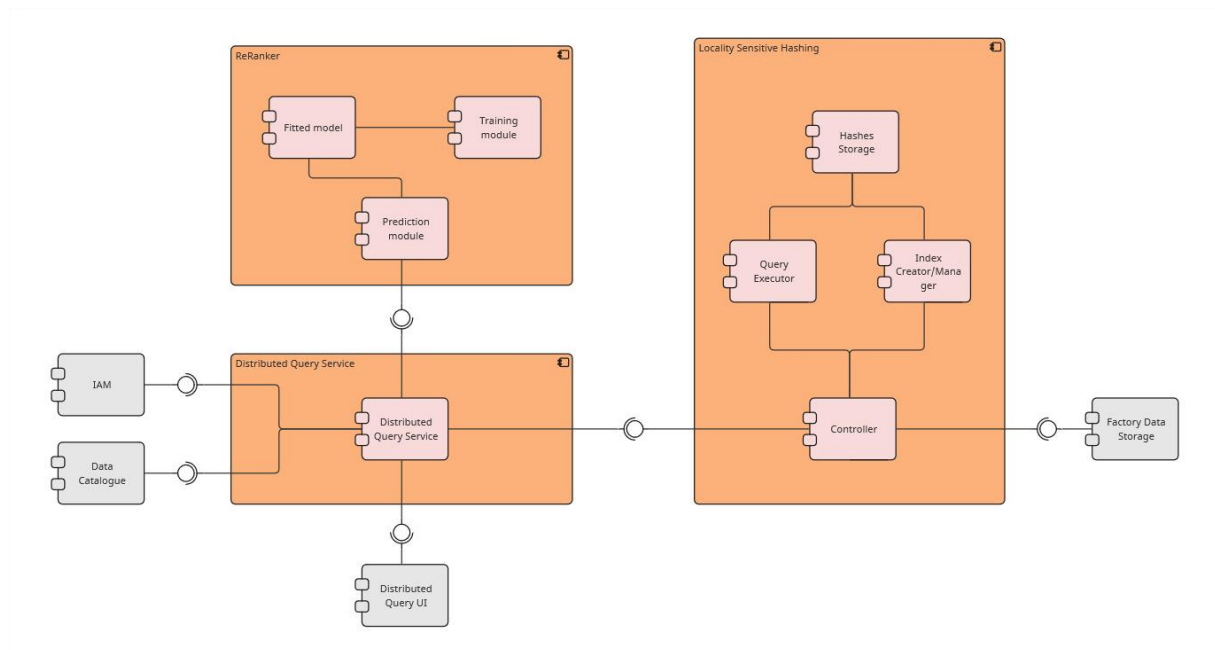 ReRanker
Fitted model
Training
module
Prediction
module
Locality Sensitive Hashing
Hashes
Storage
Query
Executor
Index
Creator/Mana
ger
Controller
Distributed Query Service
Distributed
Query Service
IAM
Data
Catalogue
Factory Data
Storage
Distributed
Query UI